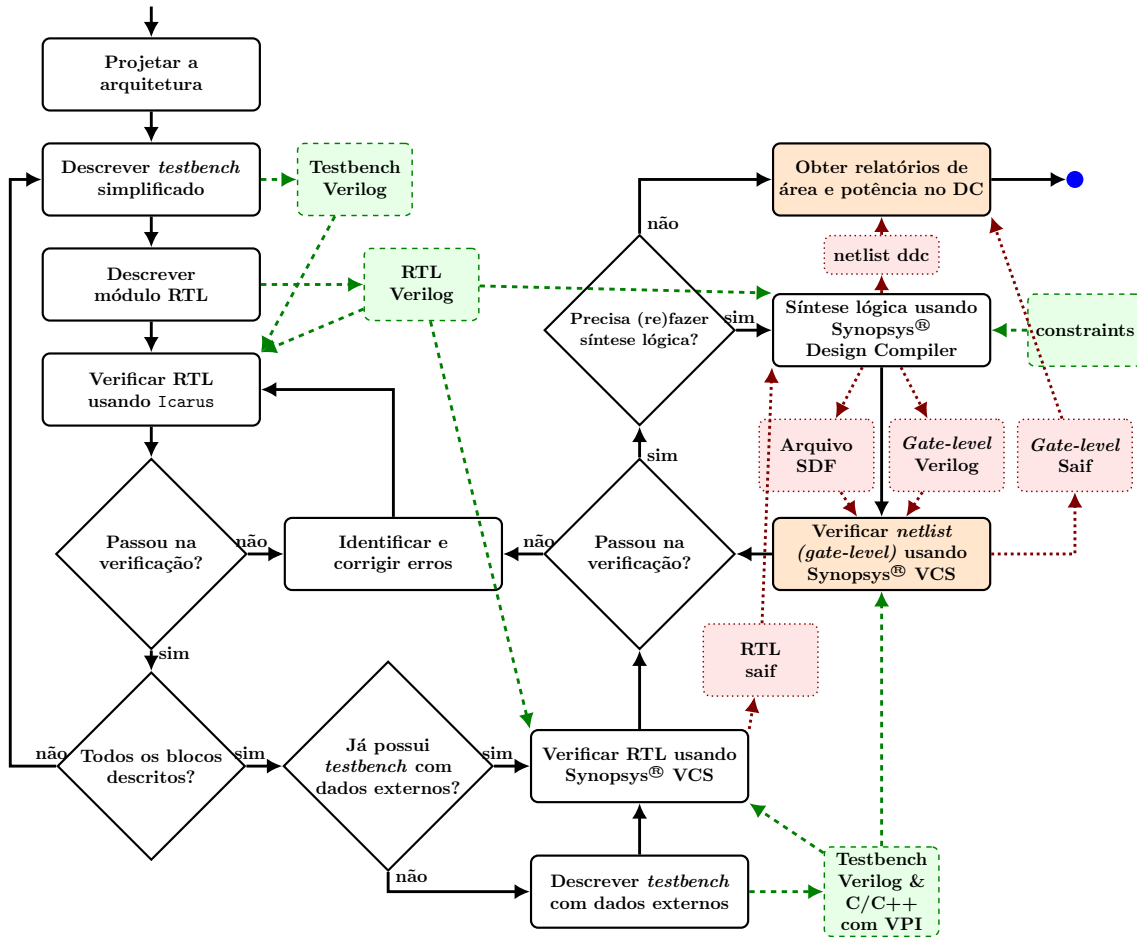 Projetar a
arquitetura
Descrever testbench
simplificado
Testbench
Verilog
Obter relatórios de
área e potência no DC
não
netlist ddc
Descrever
módulo RTL
RTL
Verilog
Precisa (re)fazer
síntese lógica?
sim
Síntese lógica usando
Synopsys®
Design Compiler
constraints
Verificar RTL
usando Icarus
sim
Arquivo
SDF
Gate-level
Verilog
Gate-level
Saif
Passou na
verificação?
não
Identificar e
corrigir erros
não
Passou na
verificação?
Verificar netlist
(gate-level) usando
Synopsys® VCS
sim
RTL
saif
não
Todos os blocos
descritos?
sim
Já possui
testbench com
dados externos?
sim
Verificar RTL usando
Synopsys® VCS
não
Descrever testbench
com dados externos
Testbench
Verilog &
C/C++
com VPI